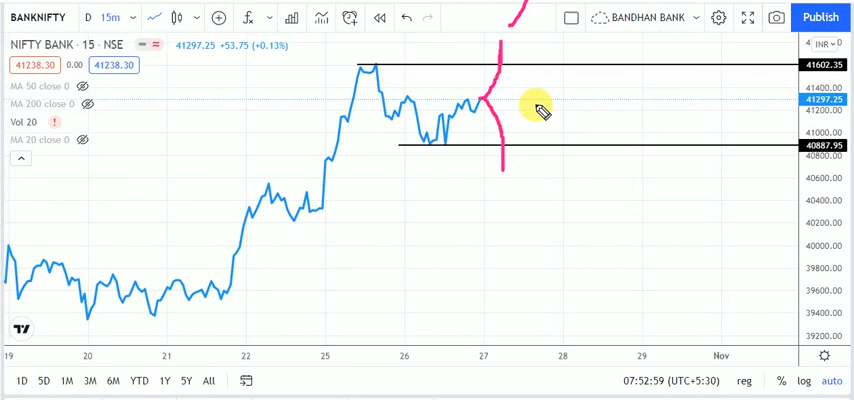 BANKNIFTY D 15m BANDHAN BANK Publish
NIFTY BANK · 15 · NSE 41297.25 +53.75 (+0.13%) INR
41238.30 0.00 41238.30
MA 50 close 0
MA 200 close 0
Vol 20
MA 20 close 0
41602.35
41400.00
41297.25
41200.00
41000.00
40887.95
40800.00
40600.00
40400.00
40200.00
40000.00
39800.00
39600.00
39400.00
39200.00
19 20 21 22 25 26 27 28 29 Nov
1D 5D 1M 3M 6M YTD 1Y 5Y All 07:52:59 (UTC+5:30) reg % log auto